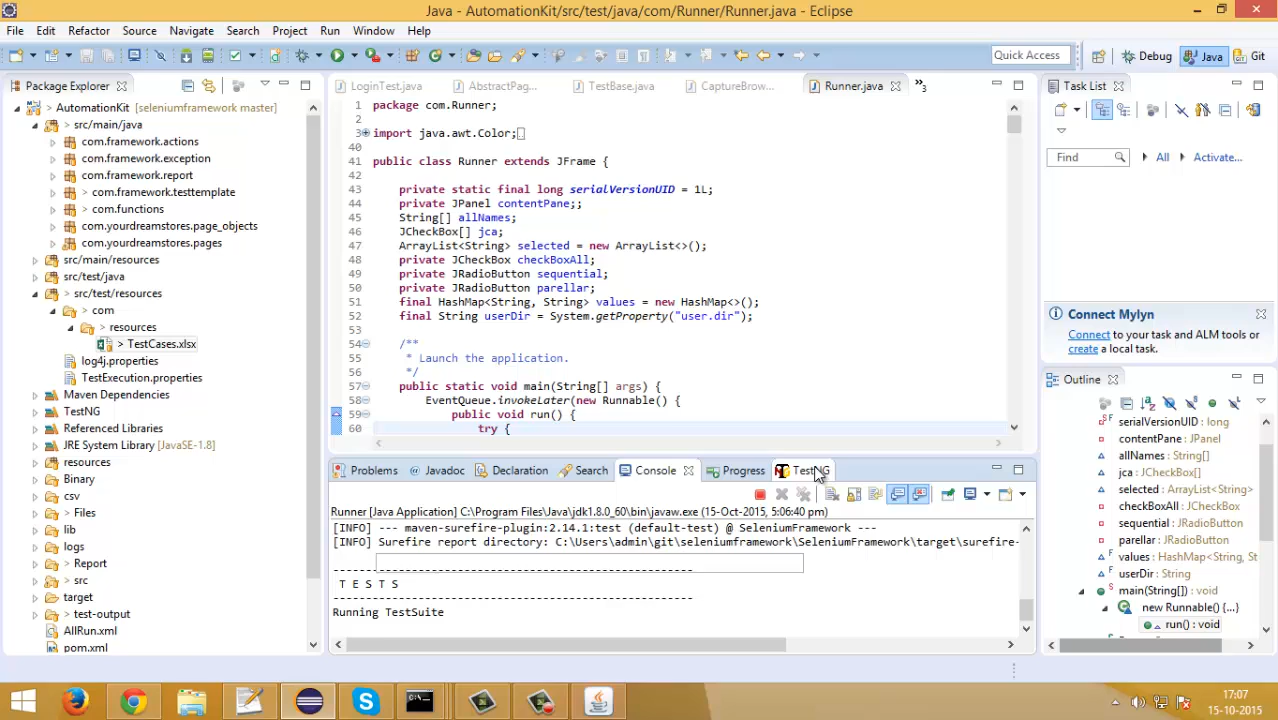 Java - AutomationKit/src/test/java/com/Runner/Runner.java - Eclipse
File Edit Refactor Source Navigate Search Project Run Window Help
Quick Access Debug Java Git
Package Explorer
AutomationKit [seleniumframework master]
src/main/java
com.framework.actions
com.framework.exception
com.framework.report
> com.framework.testtemplate
> com.functions
> com.yourdreamstores.page_objects
> com.yourdreamstores.pages
src/main/resources
src/test/java
> src/test/resources
> com
> resources
> TestCases.xlsx
log4j.properties
TestExecution.properties
Maven Dependencies
TestNG
Referenced Libraries
JRE System Library [JavaSE-1.8]
resources
Binary
csv
> Files
lib
logs
> Report
> src
target
> test-output
AllRun.xml
pom.xml
LoginTest.java AbstractPag... TestBase.java CaptureBrow... Runner.java »3
1 package com.Runner;
2
3 import java.awt.Color;
40
41 public class Runner extends JFrame {
42
43 private static final long serialVersionUID = 1L;
44 private JPanel contentPane;;
45 String[] allNames;
46 JCheckBox[] jca;
47 ArrayList<String> selected = new ArrayList<>();
48 private JCheckBox checkBoxAll;
49 private JRadioButton sequential;
50 private JRadioButton parellar;
51 final HashMap<String, String> values = new HashMap<>();
52 final String userDir = System.getProperty("user.dir");
53
54 /**
55 * Launch the application.
56 */
57 public static void main(String[] args) {
58 EventQueue.invokeLater(new Runnable() {
59 public void run() {
60 try {
Problems Javadoc Declaration Search Console Progress TestNG
Runner [Java Application] C:\Program Files\Java\jdk1.8.0_60\bin\javaw.exe (15-Oct-2015, 5:06:40 pm)
[INFO] --- maven-surefire-plugin:2.14.1:test (default-test) @ SeleniumFramework ---
[INFO] Surefire report directory: C:\Users\admin\git\seleniumframework\SeleniumFramework\target\surefire-
-------------------------------------------------------
T E S T S
-------------------------------------------------------
Running TestSuite
Task List
Find All Activate...
Connect Mylyn
Connect to your task and ALM tools or
create a local task.
Outline
serialVersionUID : long
contentPane : JPanel
allNames : String[]
jca : JCheckBox[]
selected : ArrayList<String>
checkBoxAll : JCheckBox
sequential : JRadioButton
parellar : JRadioButton
values : HashMap<String, St
userDir : String
main(String[]) : void
new Runnable() {...}
run() : void
17:07
15-10-2015